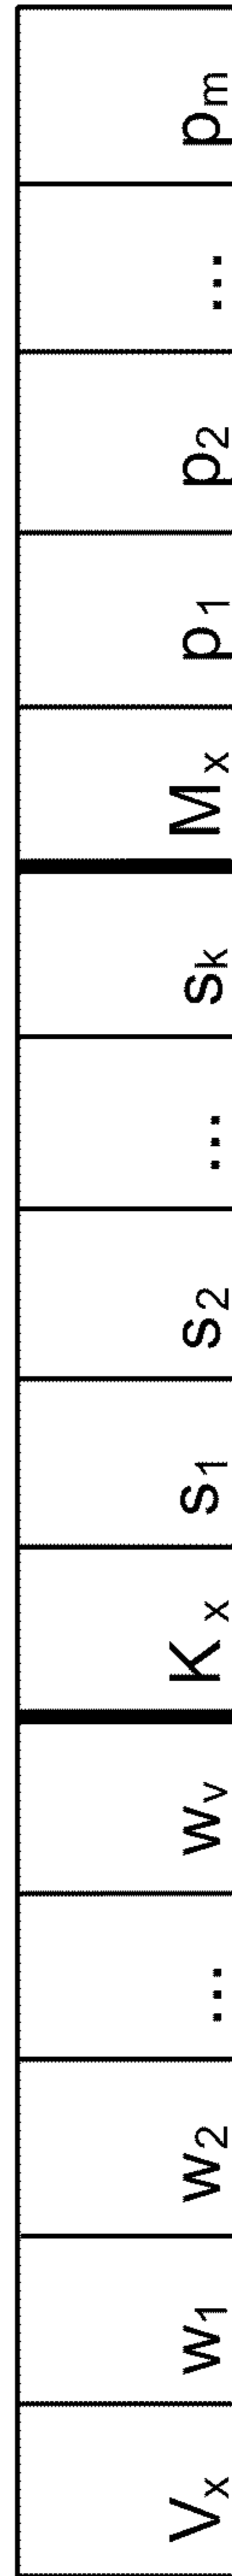 Vₓ w₁ w₂ ... wᵥ Kₓ s₁ s₂ ... sₖ Mₓ p₁ p₂ ... pₘ